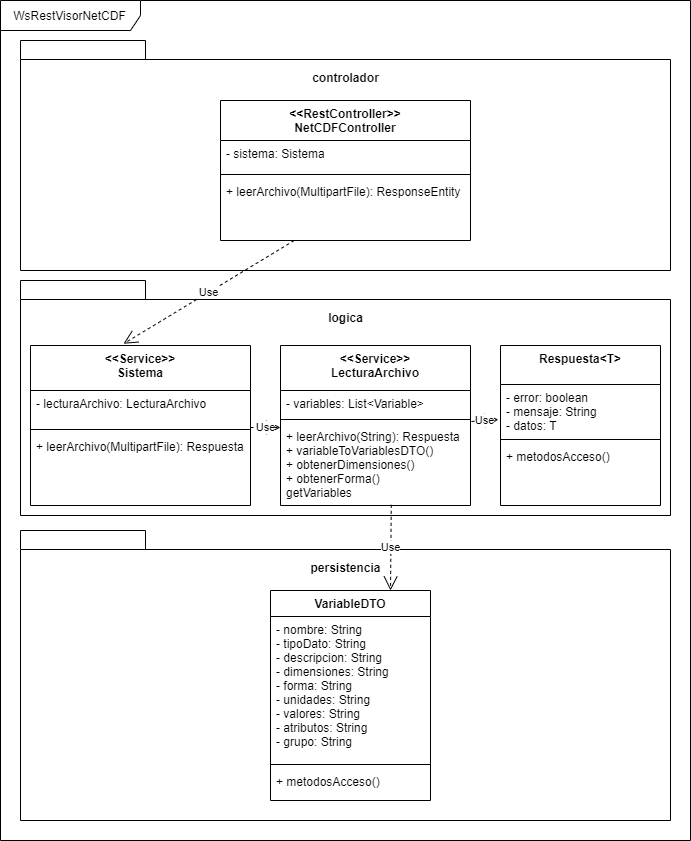 WsRestVisorNetCDF
controlador
<<RestController>>
NetCDFController
- sistema: Sistema
+ leerArchivo(MultipartFile): ResponseEntity
Use
logica
<<Service>>
Sistema
- lecturaArchivo: LecturaArchivo
+ leerArchivo(MultipartFile): Respuesta
Use
<<Service>>
LecturaArchivo
- variables: List<Variable>
+ leerArchivo(String): Respuesta
+ variableToVariablesDTO()
+ obtenerDimensiones()
+ obtenerForma()
getVariables
Use
Respuesta<T>
- error: boolean
- mensaje: String
- datos: T
+ metodosAcceso()
Use
persistencia
VariableDTO
- nombre: String
- tipoDato: String
- descripcion: String
- dimensiones: String
- forma: String
- unidades: String
- valores: String
- atributos: String
- grupo: String
+ metodosAcceso()